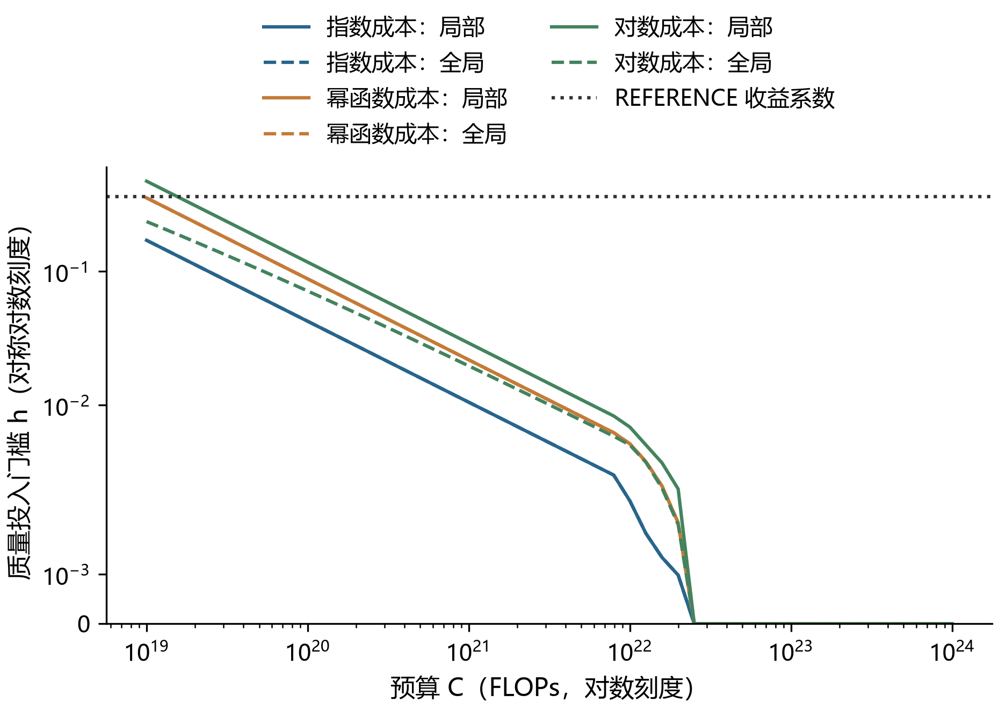 指数成本：局部
指数成本：全局
幂函数成本：局部
幂函数成本：全局
对数成本：局部
对数成本：全局
REFERENCE 收益系数
质量投入门槛 h（对称对数刻度）
10⁻¹
10⁻²
10⁻³
0
10¹⁹
10²⁰
10²¹
10²²
10²³
10²⁴
预算 C（FLOPs，对数刻度）